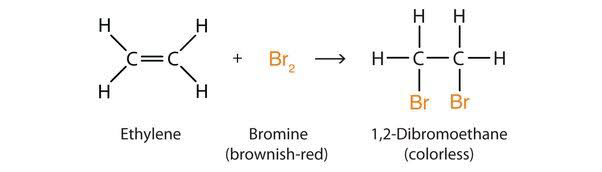 H H
C=C
H H
+ Br₂ →
H H
H—C—C—H
Br Br
Ethylene
Bromine
(brownish-red)
1,2-Dibromoethane
(colorless)